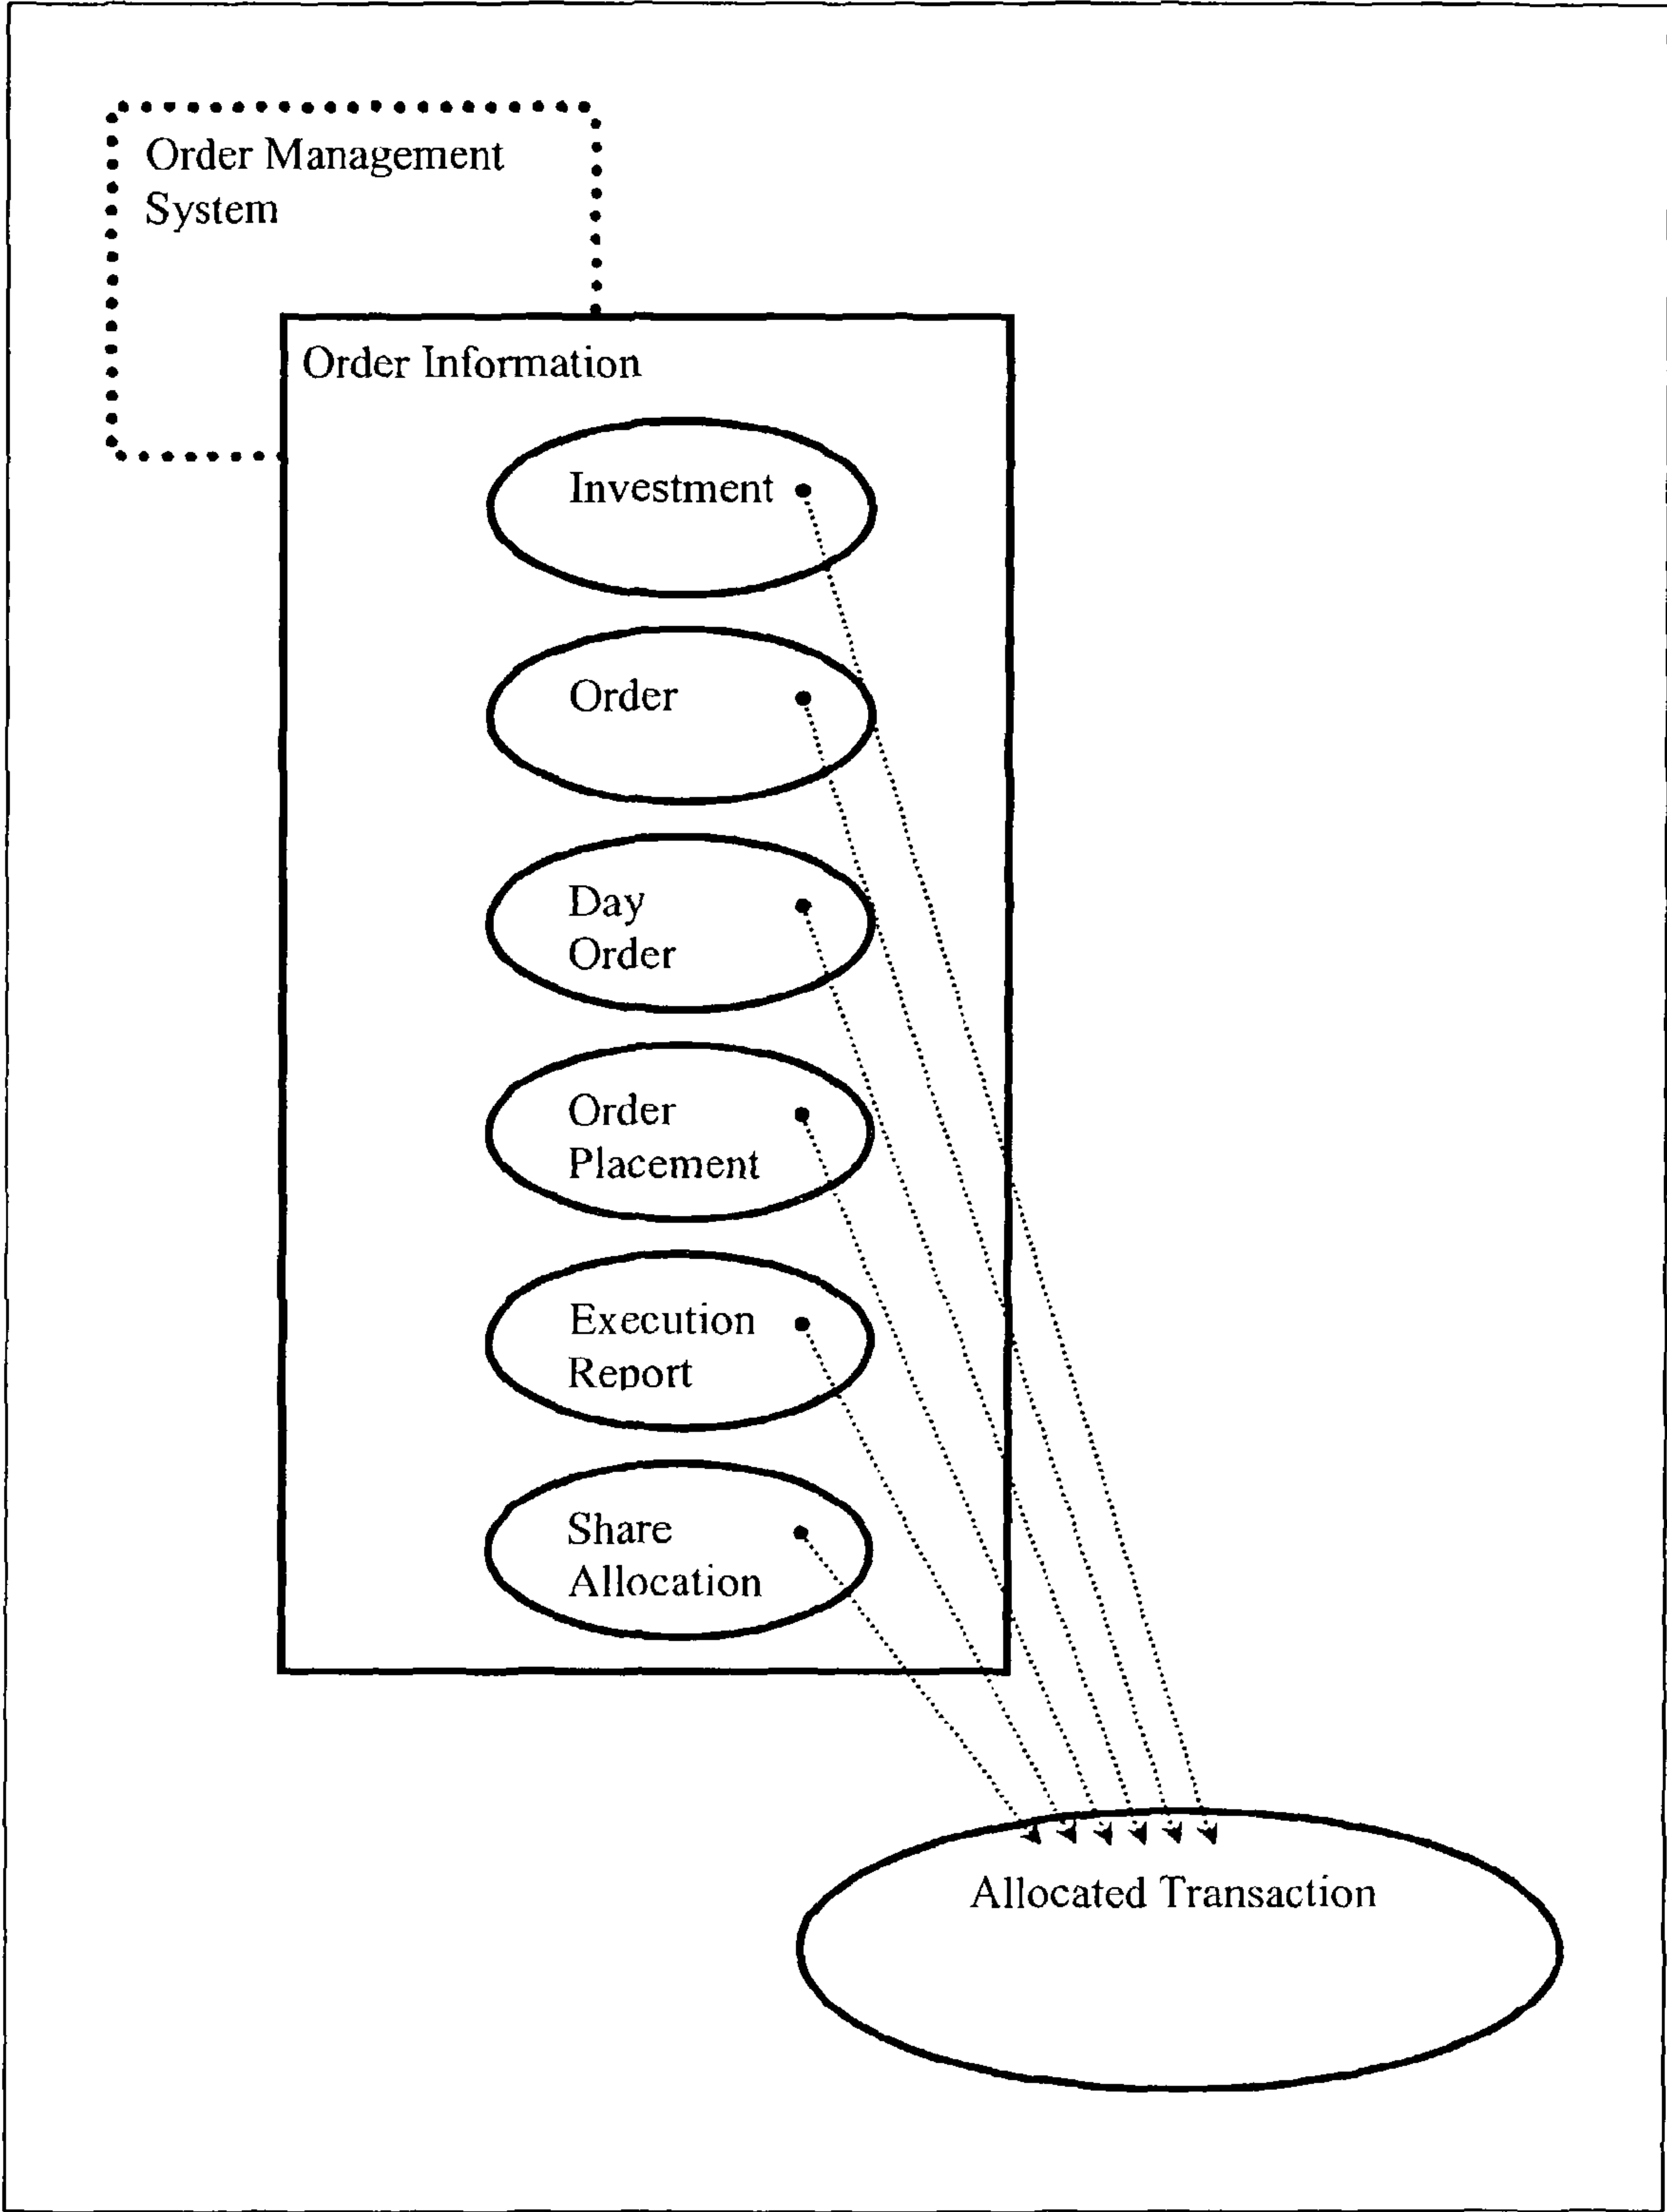 Order Management
System
Order Information
Investment
Order
Day
Order
Order
Placement
Execution
Report
Share
Allocation
Allocated Transaction